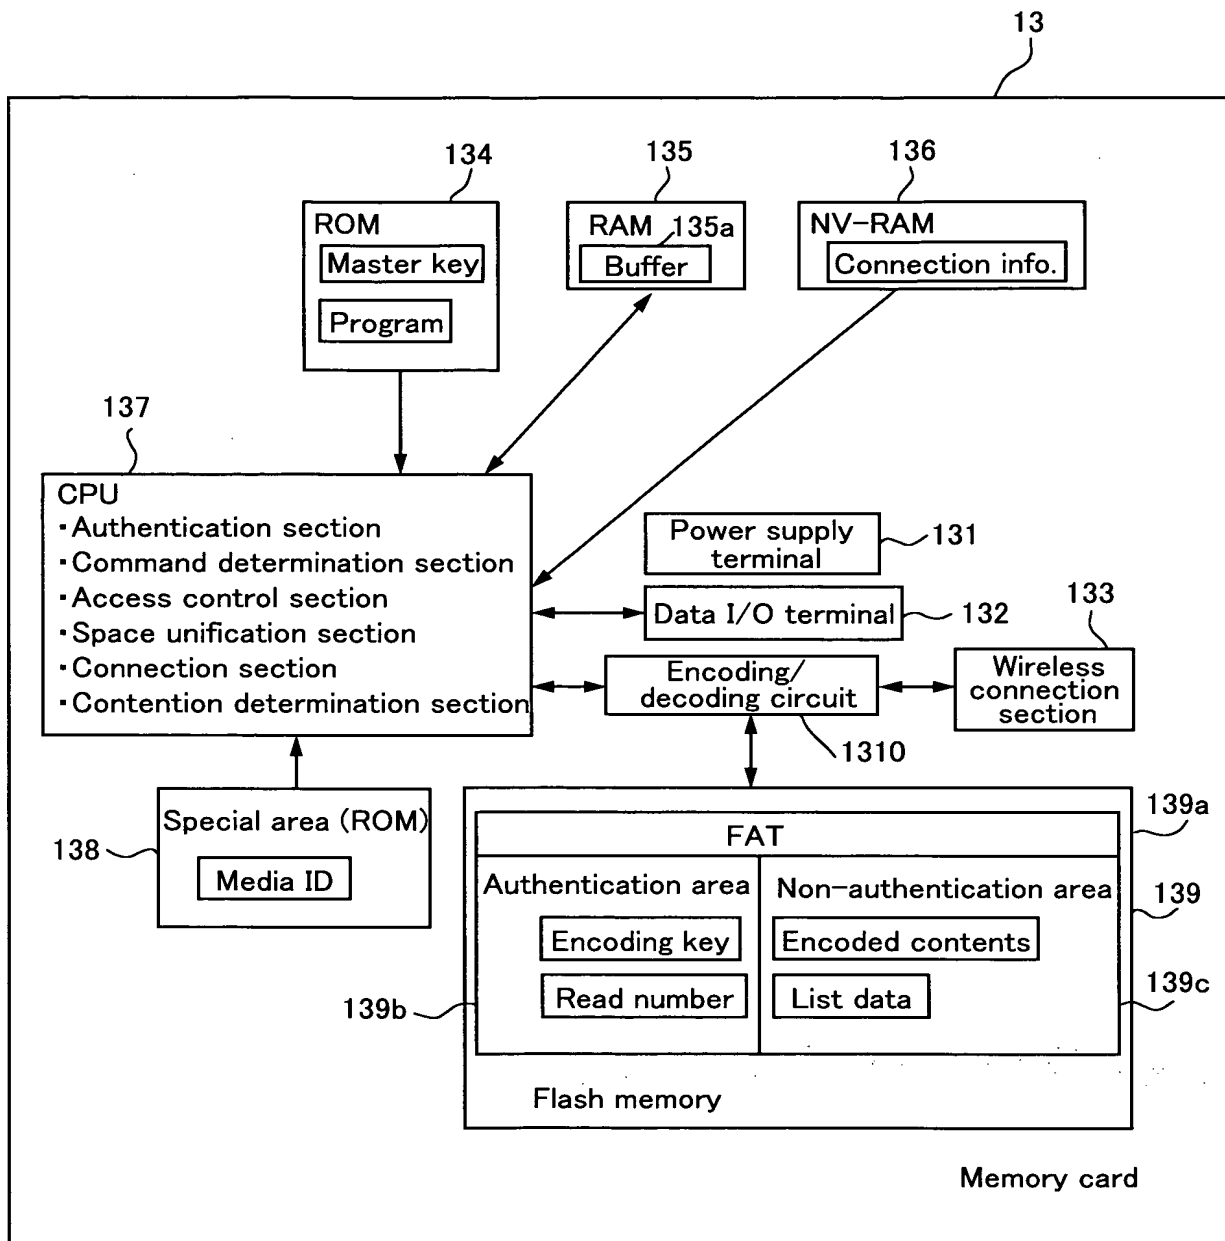 13
134
135
136
ROM
Master key
Program
RAM
135a
Buffer
NV-RAM
Connection info.
137
CPU
・Authentication section
・Command determination section
・Access control section
・Space unification section
・Connection section
・Contention determination section
Power supply
terminal
131
Data I/O terminal
132
133
Encoding/
decoding circuit
1310
Wireless
connection
section
Special area (ROM)
138
Media ID
139a
FAT
Authentication area
Non-authentication area
139
Encoding key
Encoded contents
139b
Read number
List data
139c
Flash memory
Memory card